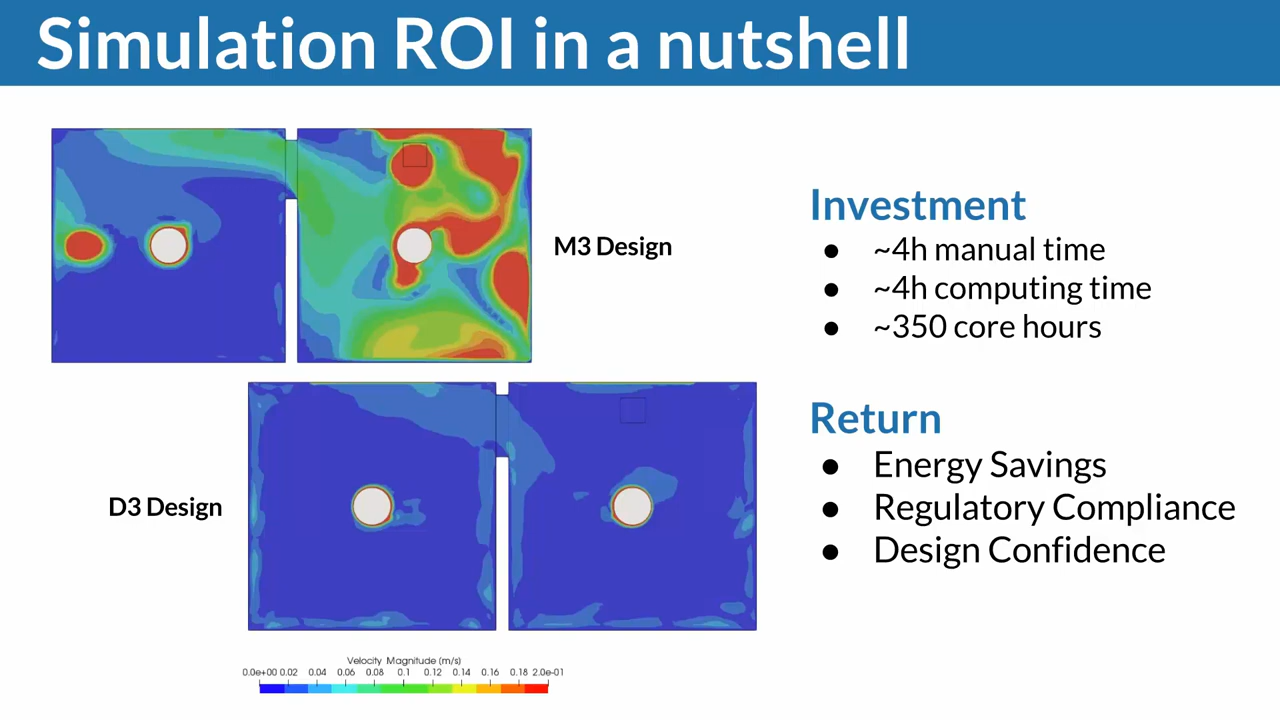 Simulation ROI in a nutshell
M3 Design
D3 Design
Velocity Magnitude (m/s)
0.0e+00 0.02 0.04 0.06 0.08 0.1 0.12 0.14 0.16 0.18 2.0e-01
Investment
● ~4h manual time
● ~4h computing time
● ~350 core hours
Return
● Energy Savings
● Regulatory Compliance
● Design Confidence